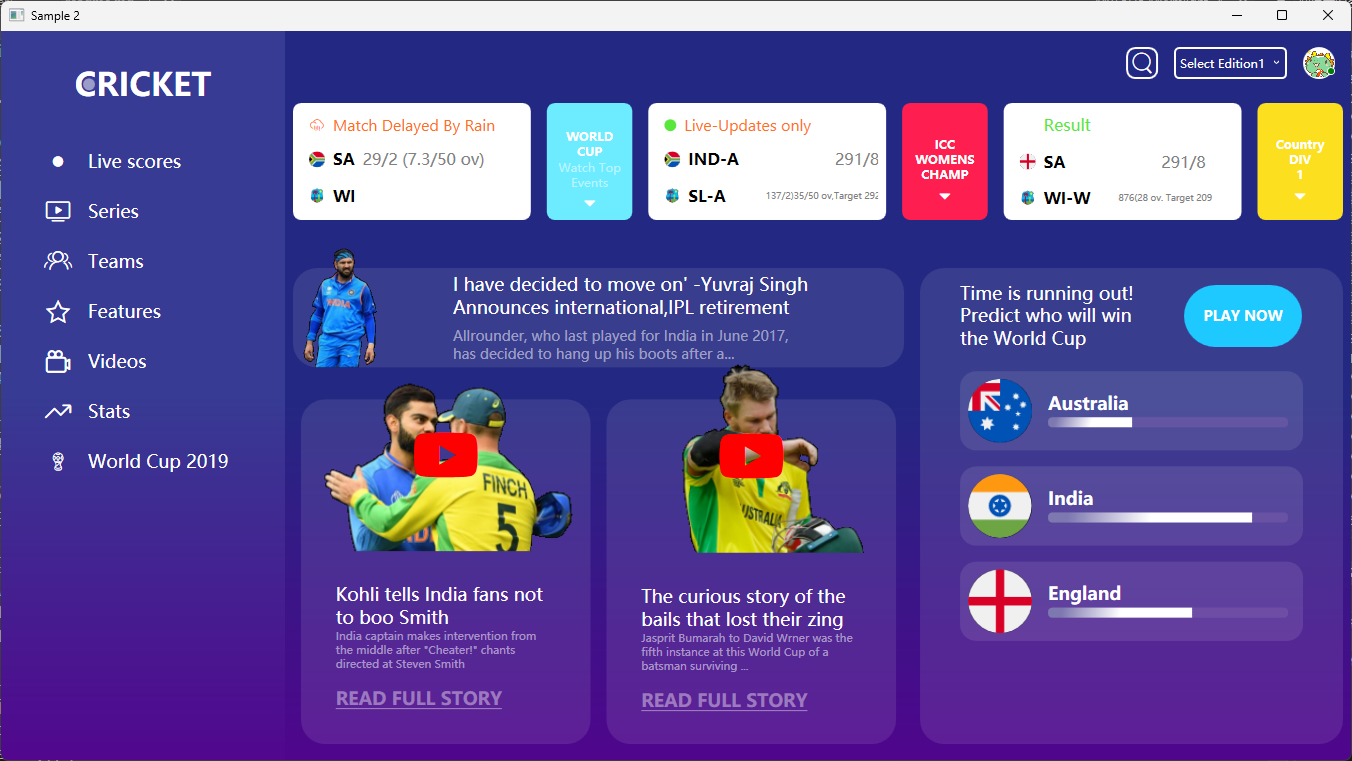 Sample 2
CRICKET
Live scores
Series
Teams
Features
Videos
Stats
World Cup 2019
Select Edition1
Match Delayed By Rain
SA 29/2 (7.3/50 ov)
WI
WORLD
CUP
Watch Top
Events
Live-Updates only
IND-A 291/8
SL-A 137/2)35/50 ov,Target 292
ICC
WOMENS
CHAMP
Result
SA 291/8
WI-W 876(28 ov. Target 209
Country
DIV
1
INDIA
I have decided to move on' -Yuvraj Singh
Announces international,IPL retirement
Allrounder, who last played for India in June 2017,
has decided to hang up his boots after a...
FINCH
5
Kohli tells India fans not
to boo Smith
India captain makes intervention from
the middle after "Cheater!" chants
directed at Steven Smith
READ FULL STORY
AUSTRALIA
The curious story of the
bails that lost their zing
Jasprit Bumarah to David Wrner was the
fifth instance at this World Cup of a
batsman surviving ...
READ FULL STORY
Time is running out!
Predict who will win
the World Cup
PLAY NOW
Australia
India
England